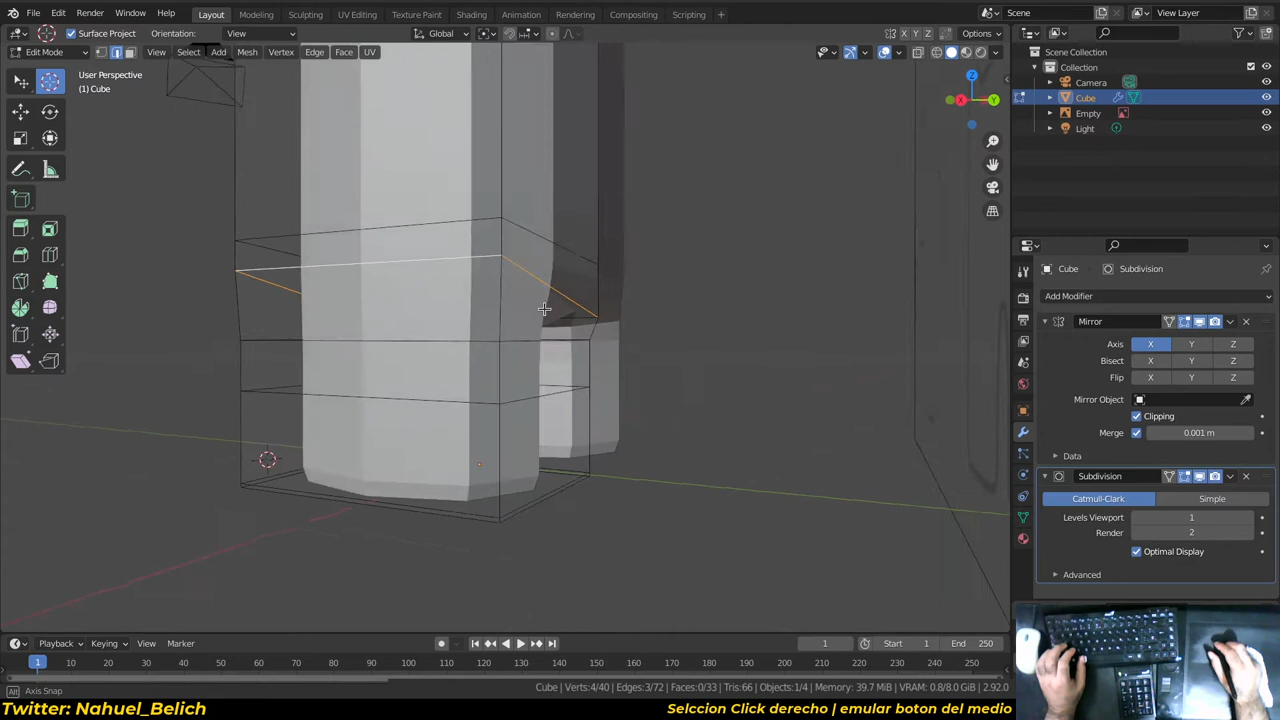 File Edit Render Window Help Layout Modeling Sculpting UV Editing Texture Paint Shading Animation Rendering Compositing Scripting Scene View Layer
Surface Project Orientation: View Global X Y Z Options
Edit Mode View Select Add Mesh Vertex Edge Face UV
User Perspective
(1) Cube
Z
X Y
Scene Collection
Collection
Camera
Cube
Empty
Light
Cube Subdivision
Add Modifier
Mirror
Axis X Y Z
Bisect X Y Z
Flip X Y Z
Mirror Object
Clipping
Merge 0.001 m
Data
Subdivision
Catmull-Clark Simple
Levels Viewport 1
Render 2
Optimal Display
Advanced
Playback Keying View Marker 1 Start 1 End 250
1 10 20 30 40 50 60 70 80 90 100 110 120 130 140 150 160 170 180 190 200 210 220 230 240 250
Alt Axis Snap Cube | Verts:4/40 | Edges:3/72 | Faces:0/33 | Tris:66 | Objects:1/4 | Memory: 39.7 MiB | VRAM: 0.8/8.0 GiB | 2.92.0
Twitter: Nahuel_Belich Selccion Click derecho | emular boton del medio